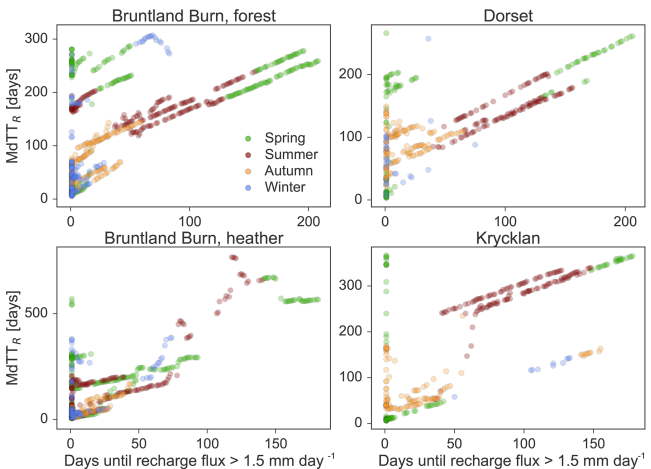 Bruntland Burn, forest
Dorset
MdTT_R [days]
300
200
100
0
200
100
0
Spring
Summer
Autumn
Winter
0 100 200
0 100 200
Bruntland Burn, heather
Krycklan
MdTT_R [days]
500
0
300
200
100
0
0 50 100 150
0 50 100 150
Days until recharge flux > 1.5 mm day⁻¹
Days until recharge flux > 1.5 mm day⁻¹